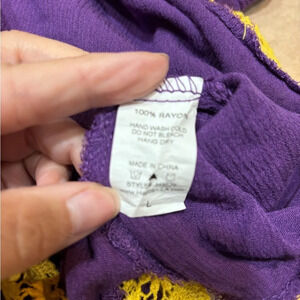 100% RAYON
HAND WASH COLD
DO NOT BLEACH
HANG DRY
MADE IN CHINA
L